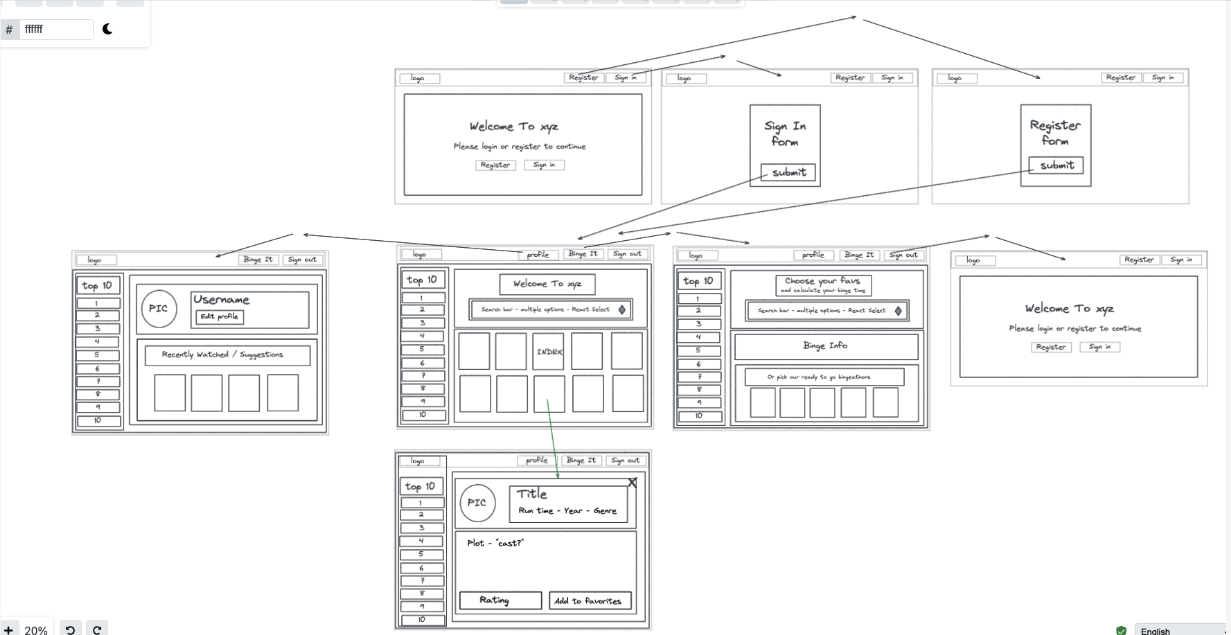 # ffffff
logo Register Sign in
Welcome To xyz
Please login or register to continue
Register Sign in
logo Register Sign in
Sign In
form
submit
logo Register Sign in
Register
form
submit
logo Binge It Sign out
top 10
1
2
3
4
5
6
7
8
9
10
PIC
Username
Edit profile
Recently Watched / Suggestions
logo profile Binge It Sign out
top 10
1
2
3
4
5
6
7
8
9
10
Welcome To xyz
Search bar - multiple options - React Select
INDEX
logo profile Binge It Sign out
top 10
1
2
3
4
5
6
7
8
9
10
Choose your favs
and calculate your binge time
Search bar - multiple options - React Select
Binge Info
Or pick our ready to go bingeathons
logo Register Sign in
Welcome To xyz
Please login or register to continue
Register Sign in
logo profile Binge It Sign out
top 10
1
2
3
4
5
6
7
8
9
10
X
PIC
Title
Run time - Year - Genre
Plot - "cast?"
Rating Add to favorites
+ 20%
English